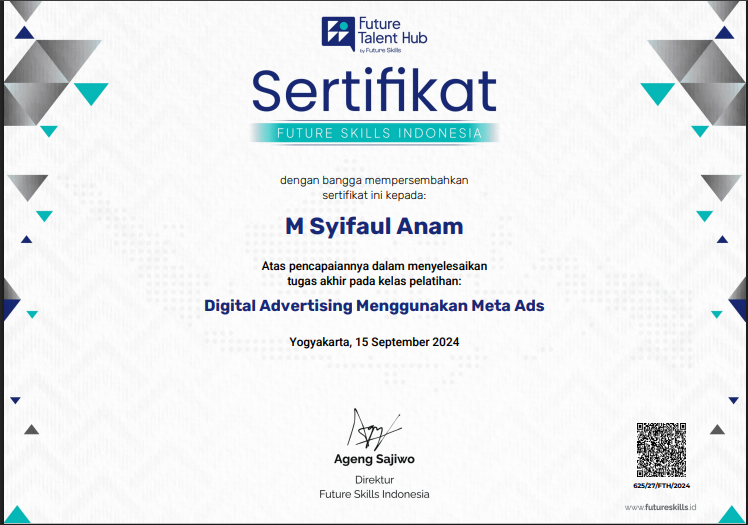 Future
Talent Hub
by Future Skills
Sertifikat
FUTURE SKILLS INDONESIA
dengan bangga mempersembahkan
sertifikat ini kepada:
M Syifaul Anam
Atas pencapaiannya dalam menyelesaikan
tugas akhir pada kelas pelatihan:
Digital Advertising Menggunakan Meta Ads
Yogyakarta, 15 September 2024
Ageng Sajiwo
Direktur
Future Skills Indonesia
625/27/FTH/2024
www.futureskills.id